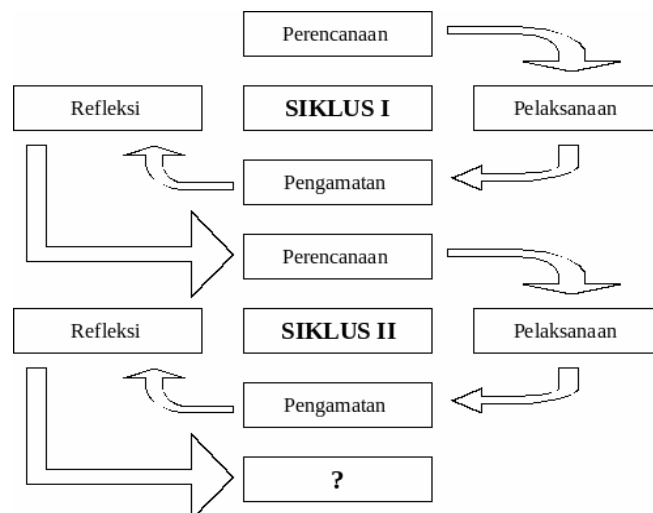 Perencanaan
Refleksi
SIKLUS I
Pelaksanaan
Pengamatan
Perencanaan
Refleksi
SIKLUS II
Pelaksanaan
Pengamatan
?